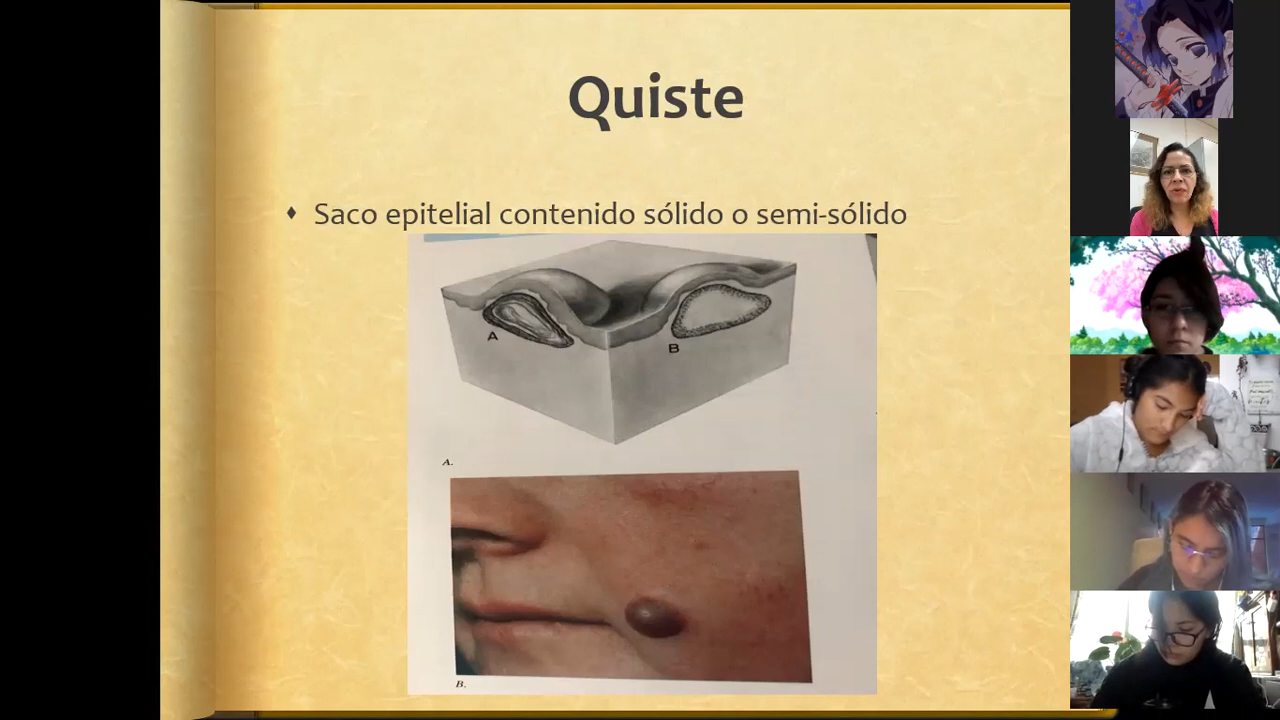 Quiste
Saco epitelial contenido sólido o semi-sólido
A
B
A.
B.